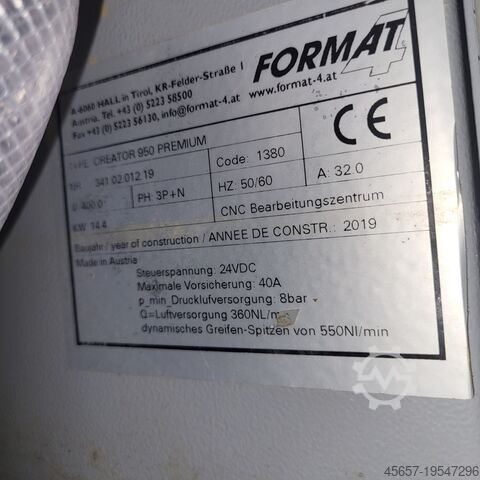 A-6060 HALL in Tirol, KR-Felder-Straße 1
Austria, Tel. +43 (0) 5223 58500
Fax +43 (0) 5223 56130, info@format-4.at
FORMAT 4
www.format-4.at
TYPE CREATOR 950 PREMIUM
NR. 341.02.012.19
Code: 1380
U: 400.0
PH: 3P+N
HZ: 50/60
A: 32.0
KW 14.4
CNC Bearbeitungszentrum
Baujahr / year of construction / ANNEE DE CONSTR.: 2019
Made in Austria
CE
Steuerspannung: 24VDC
Maximale Vorsicherung: 40A
p_min_Druckluftversorgung: 8bar
Q=Luftversorgung 360NL/m
dynamisches Greifen-Spitzen von 550Nl/min
45657-19547296